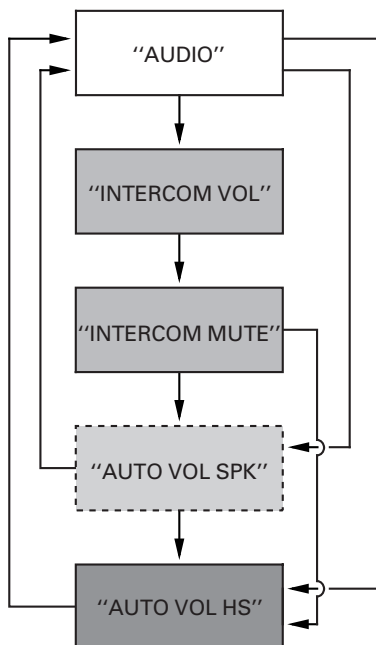 “AUDIO”
“INTERCOM VOL”
“INTERCOM MUTE”
“AUTO VOL SPK”
“AUTO VOL HS”